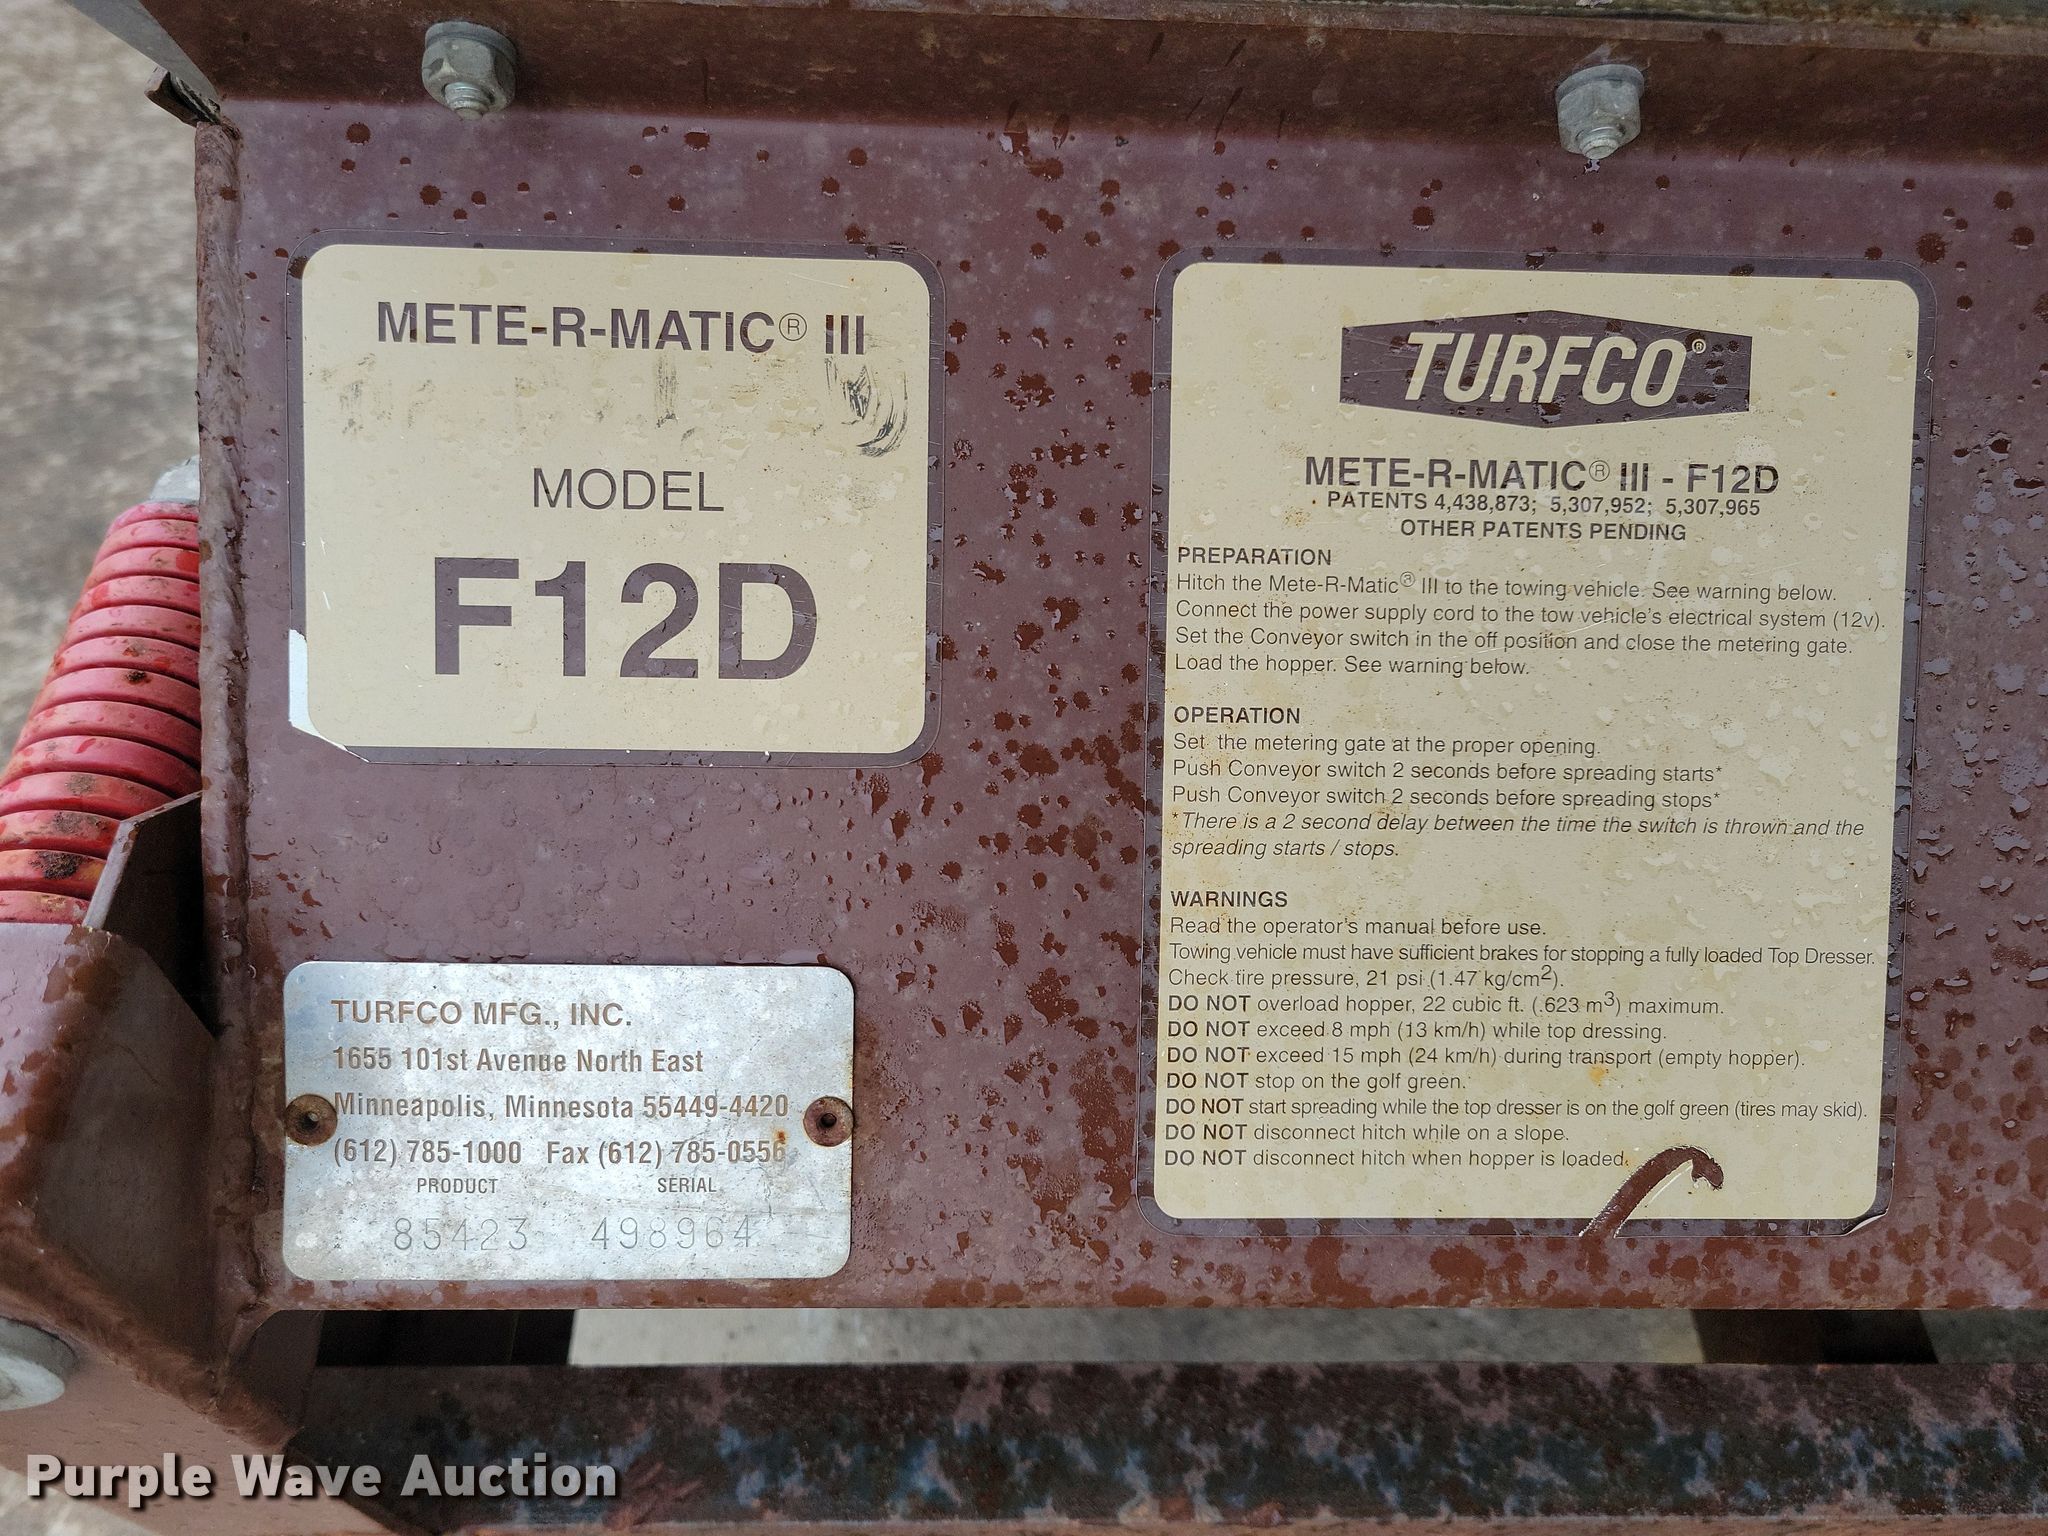 METE-R-MATIC® III
MODEL
F12D
TURFCO MFG., INC.
1655 101st Avenue North East
Minneapolis, Minnesota 55449-4420
(612) 785-1000 Fax (612) 785-0556
PRODUCT SERIAL
85423 498964
TURFCO®
METE-R-MATIC® III - F12D
PATENTS 4,438,873; 5,307,952; 5,307,965
OTHER PATENTS PENDING
PREPARATION
Hitch the Mete-R-Matic® III to the towing vehicle. See warning below.
Connect the power supply cord to the tow vehicle's electrical system (12v).
Set the Conveyor switch in the off position and close the metering gate.
Load the hopper. See warning below.
OPERATION
Set the metering gate at the proper opening.
Push Conveyor switch 2 seconds before spreading starts*
Push Conveyor switch 2 seconds before spreading stops*
*There is a 2 second delay between the time the switch is thrown and the
spreading starts / stops.
WARNINGS
Read the operator's manual before use.
Towing vehicle must have sufficient brakes for stopping a fully loaded Top Dresser.
Check tire pressure, 21 psi (1.47 kg/cm²).
DO NOT overload hopper, 22 cubic ft. (.623 m³) maximum.
DO NOT exceed 8 mph (13 km/h) while top dressing.
DO NOT exceed 15 mph (24 km/h) during transport (empty hopper).
DO NOT stop on the golf green.
DO NOT start spreading while the top dresser is on the golf green (tires may skid).
DO NOT disconnect hitch while on a slope.
DO NOT disconnect hitch when hopper is loaded.
Purple Wave Auction